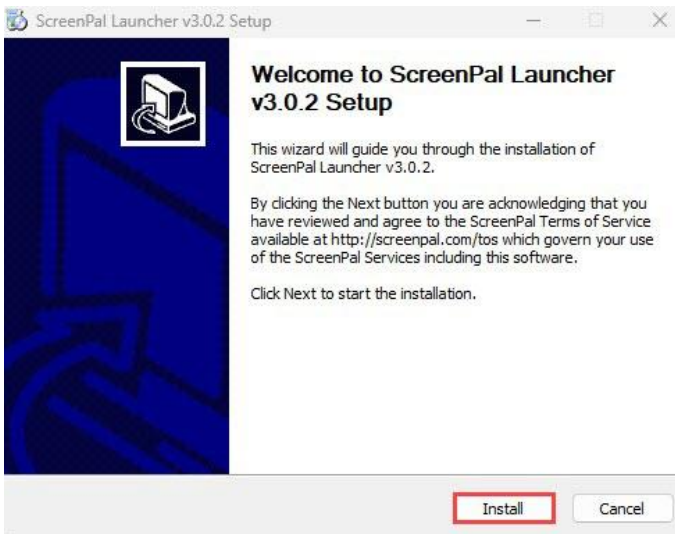 ScreenPal Launcher v3.0.2 Setup
Welcome to ScreenPal Launcher
v3.0.2 Setup
This wizard will guide you through the installation of
ScreenPal Launcher v3.0.2.
By clicking the Next button you are acknowledging that you
have reviewed and agree to the ScreenPal Terms of Service
available at http://screenpal.com/tos which govern your use
of the ScreenPal Services including this software.
Click Next to start the installation.
Install
Cancel